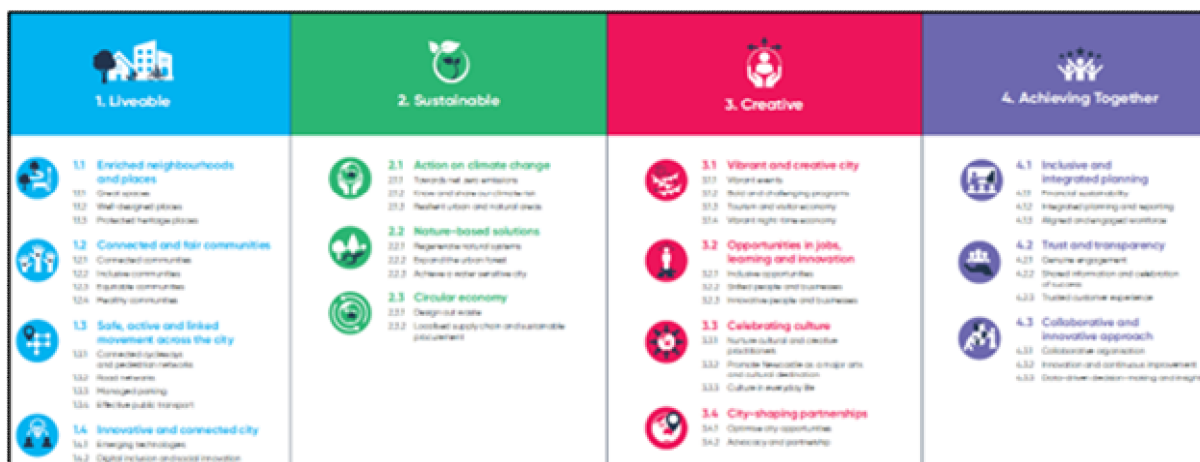 1. Liveable
1.1 Enriched neighbourhoods
and places
1.1.1 Great spaces
1.1.2 Well-designed places
1.1.3 Protected heritage places
1.2 Connected and fair communities
1.2.1 Connected communities
1.2.2 Inclusive communities
1.2.3 Equitable communities
1.2.4 Healthy communities
1.3 Safe, active and linked
movement across the city
1.3.1 Connected cycleways
and pedestrian networks
1.3.2 Road networks
1.3.3 Managed parking
1.3.4 Effective public transport
1.4 Innovative and connected city
1.4.1 Emerging technologies
1.4.2 Digital inclusion and social innovation
2. Sustainable
2.1 Action on climate change
2.1.1 Towards net zero emissions
2.1.2 Know and share our climate risk
2.1.3 Resilient urban and natural areas
2.2 Nature-based solutions
2.2.1 Regenerate natural systems
2.2.2 Expand the urban forest
2.2.3 Achieve a water sensitive city
2.3 Circular economy
2.3.1 Design out waste
2.3.2 Localised supply chain and sustainable
procurement
3. Creative
3.1 Vibrant and creative city
3.1.1 Vibrant events
3.1.2 Bold and challenging programs
3.1.3 Tourism and visitor economy
3.1.4 Vibrant night-time economy
3.2 Opportunities in jobs,
learning and innovation
3.2.1 Inclusive opportunities
3.2.2 Skilled people and businesses
3.2.3 Innovative people and businesses
3.3 Celebrating culture
3.3.1 Nurture cultural and creative
practitioners
3.3.2 Promote Newcastle as a major arts
and cultural destination
3.3.3 Culture in everyday life
3.4 City-shaping partnerships
3.4.1 Optimise city opportunities
3.4.2 Advocacy and partnership
4. Achieving Together
4.1 Inclusive and
integrated planning
4.1.1 Financial sustainability
4.1.2 Integrated planning and reporting
4.1.3 Aligned and engaged workforce
4.2 Trust and transparency
4.2.1 Genuine engagement
4.2.2 Shared information and celebration
of success
4.2.3 Trusted customer experience
4.3 Collaborative and
innovative approach
4.3.1 Collaborative organisation
4.3.2 Innovation and continuous improvement
4.3.3 Data-driven decision-making and insight